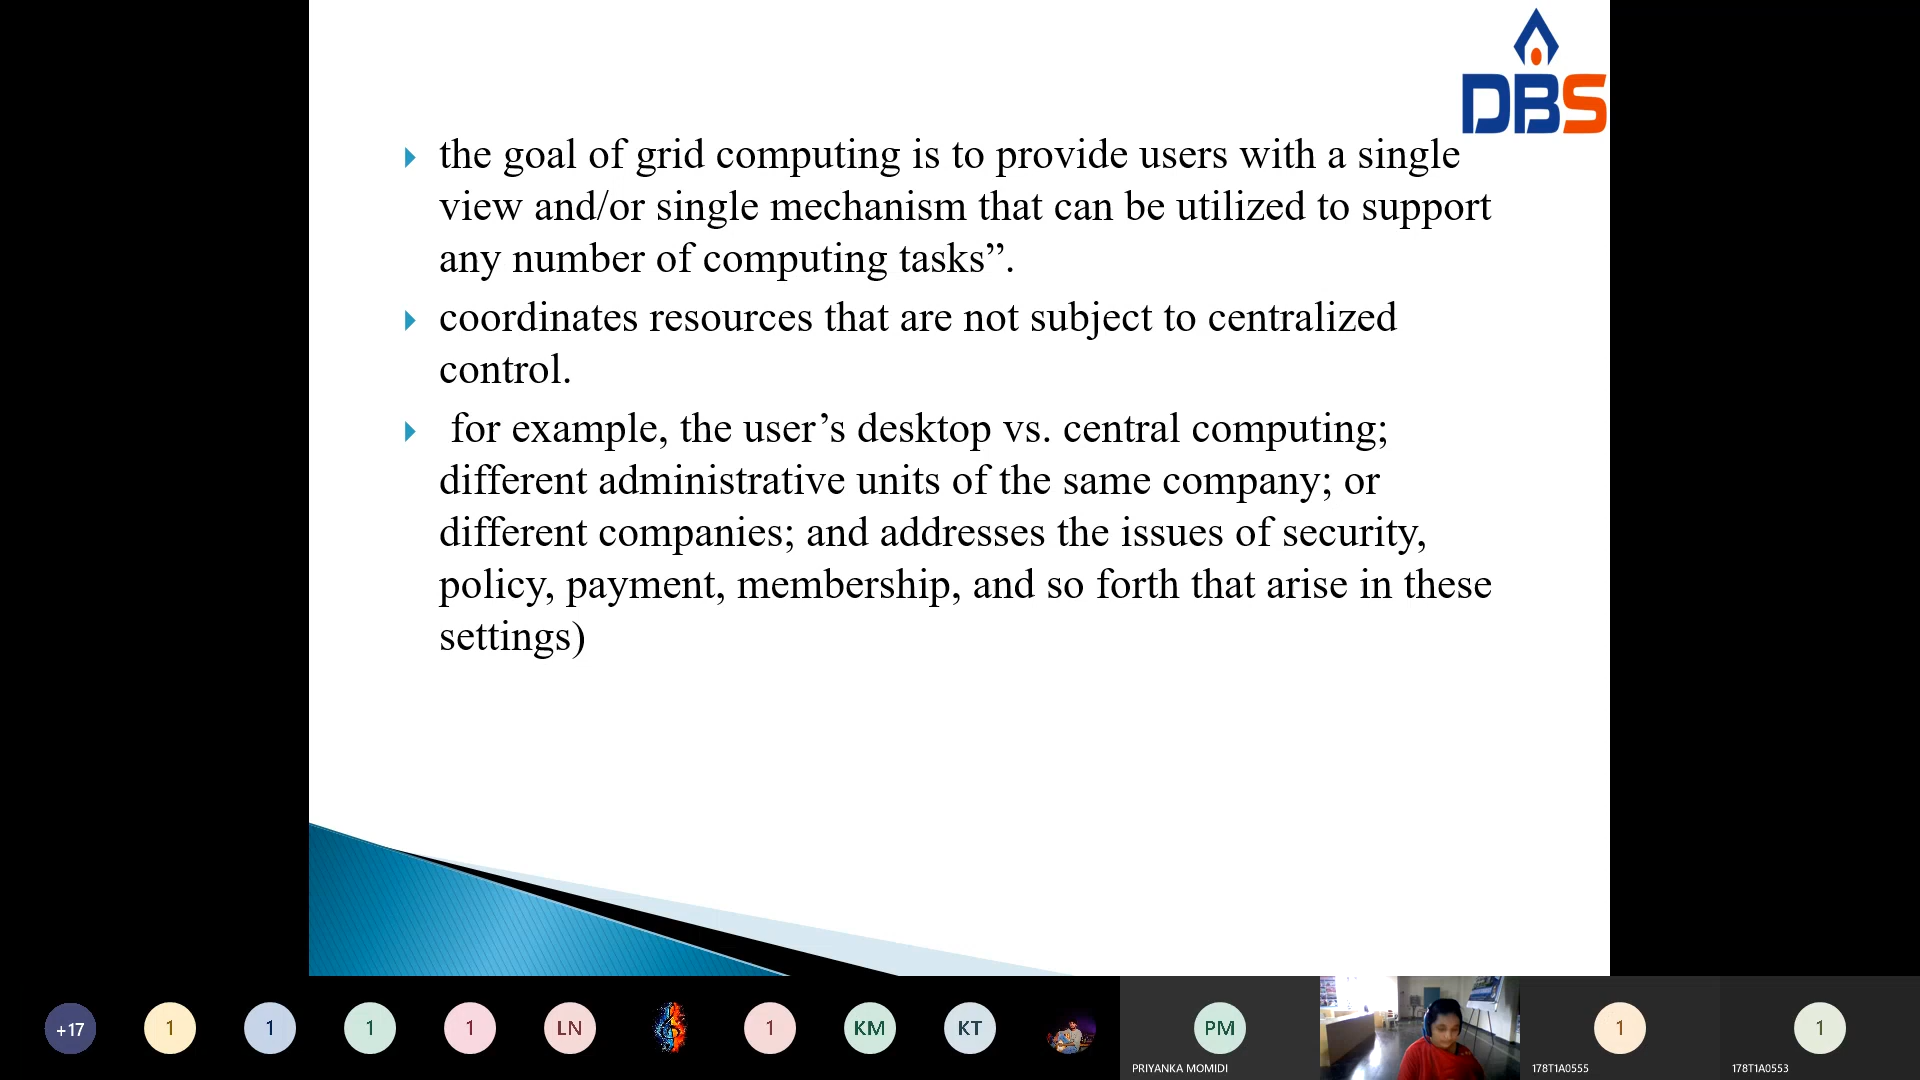 DBS
the goal of grid computing is to provide users with a single
view and/or single mechanism that can be utilized to support
any number of computing tasks”.
coordinates resources that are not subject to centralized
control.
for example, the user’s desktop vs. central computing;
different administrative units of the same company; or
different companies; and addresses the issues of security,
policy, payment, membership, and so forth that arise in these
settings)
+17
1
1
1
1
LN
1
KM
KT
PM
1
1
PRIYANKA MOMIDI
178T1A0555
178T1A0553